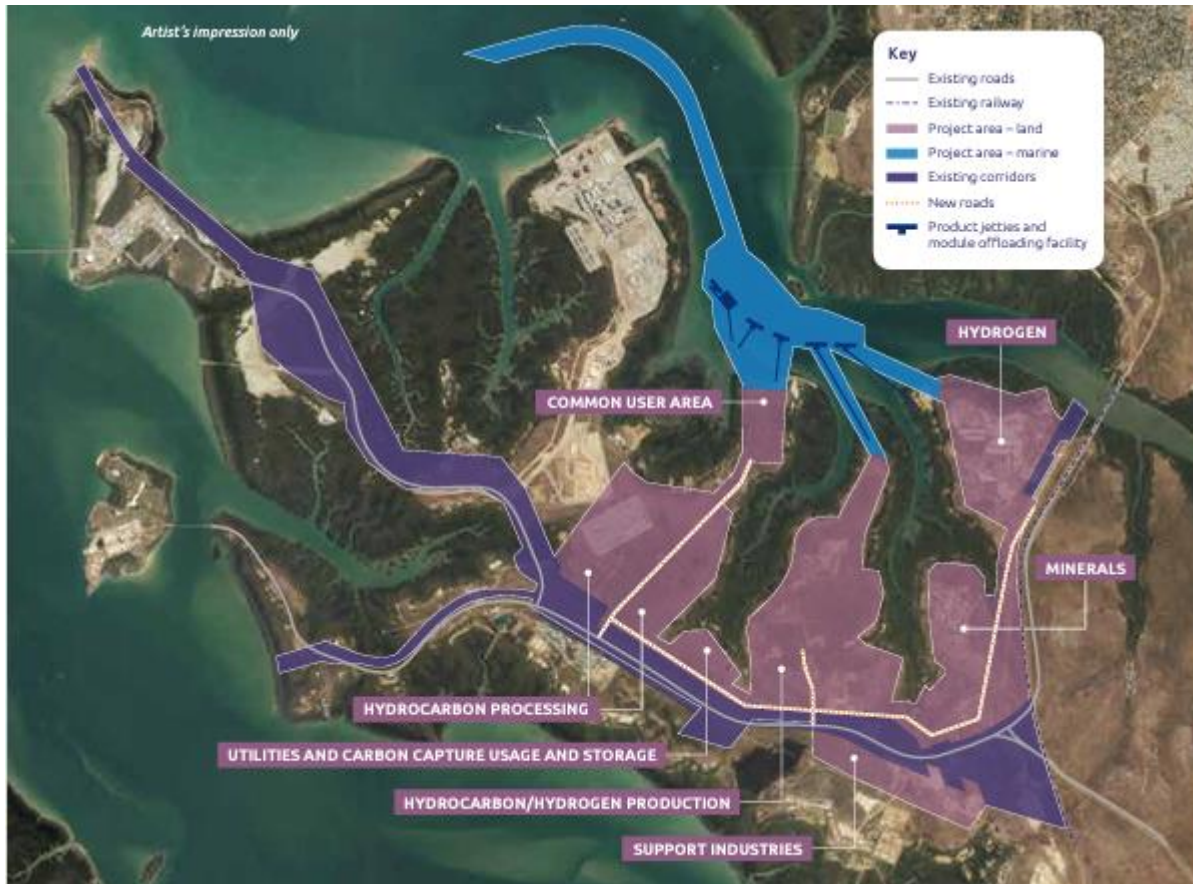 Artist's impression only
Key
Existing roads
Existing railway
Project area – land
Project area – marine
Existing corridors
New roads
Product jetties and
module offloading facility
HYDROGEN
COMMON USER AREA
MINERALS
HYDROCARBON PROCESSING
UTILITIES AND CARBON CAPTURE USAGE AND STORAGE
HYDROCARBON/HYDROGEN PRODUCTION
SUPPORT INDUSTRIES